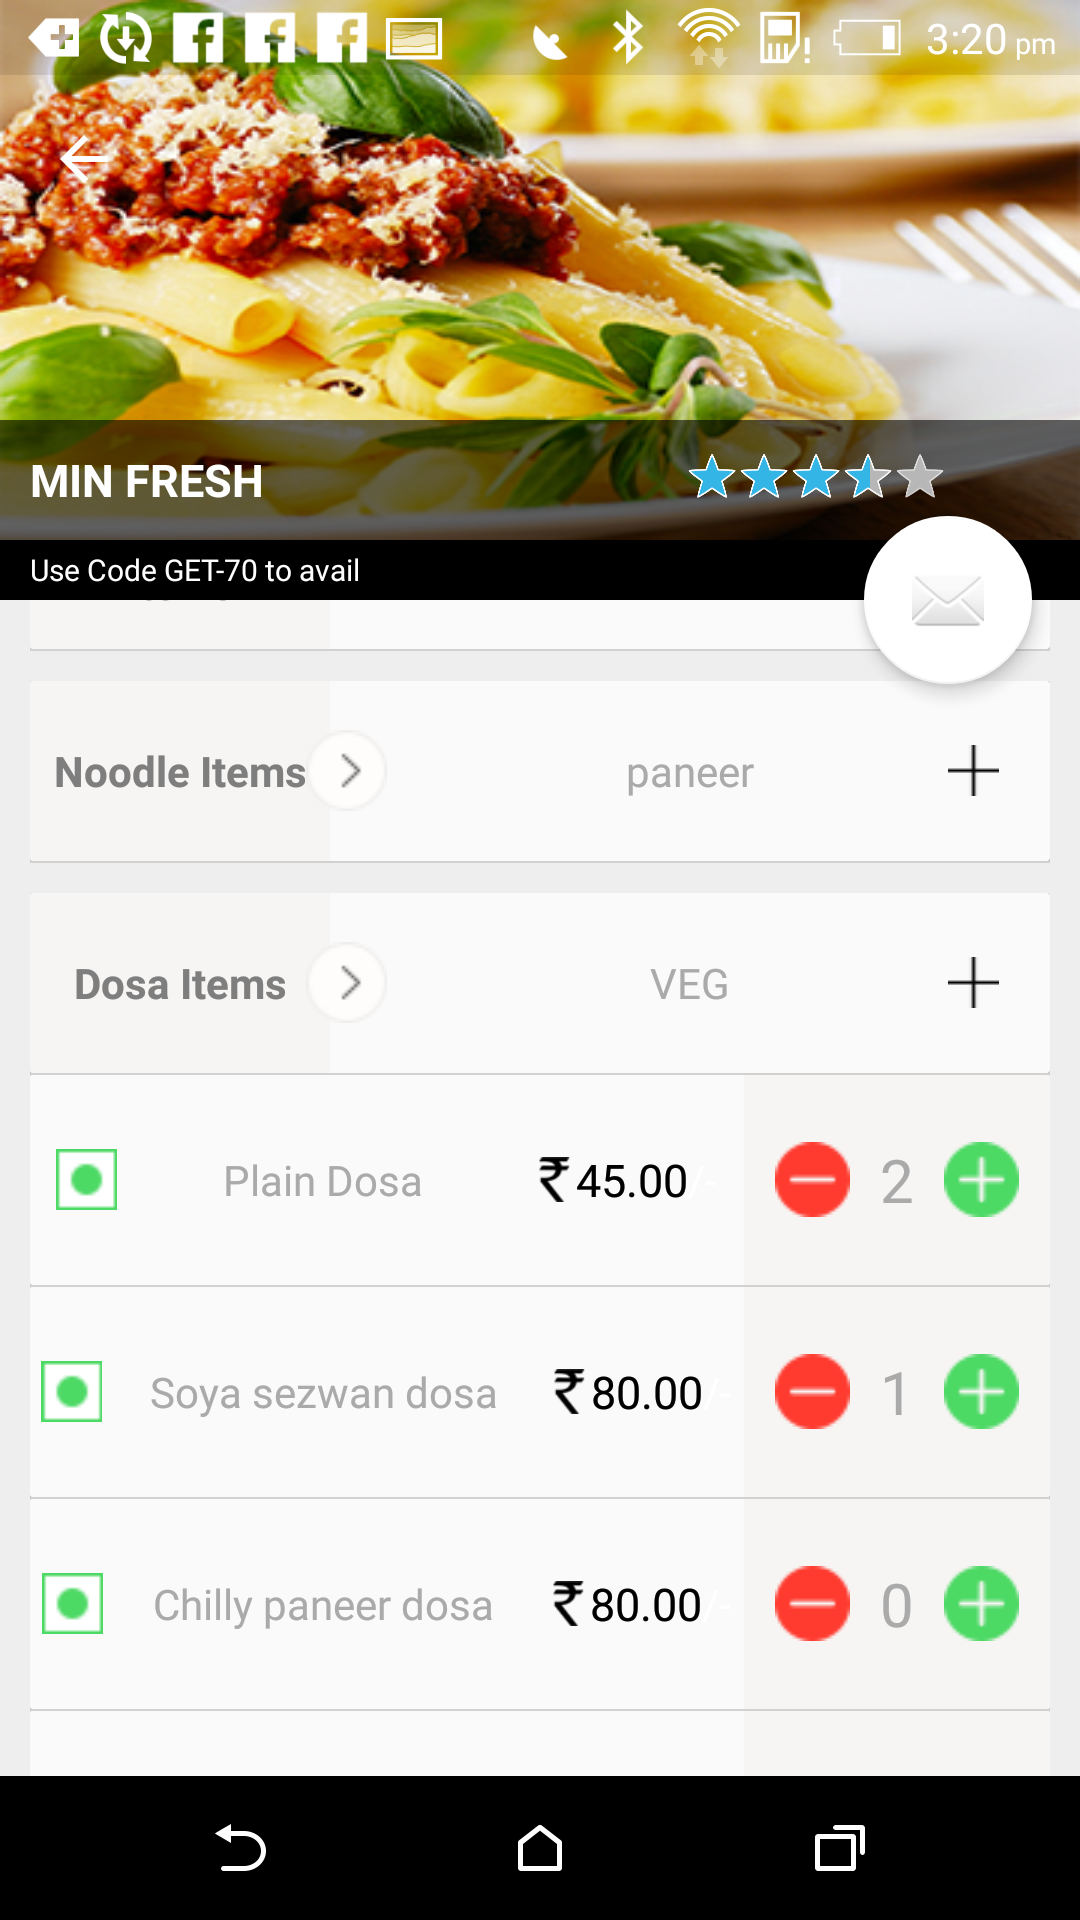 3:20 pm
MIN FRESH
Use Code GET-70 to avail
Noodle Items
paneer
Dosa Items
VEG
Plain Dosa ₹45.00/- 2
Soya sezwan dosa ₹80.00/- 1
Chilly paneer dosa ₹80.00/- 0